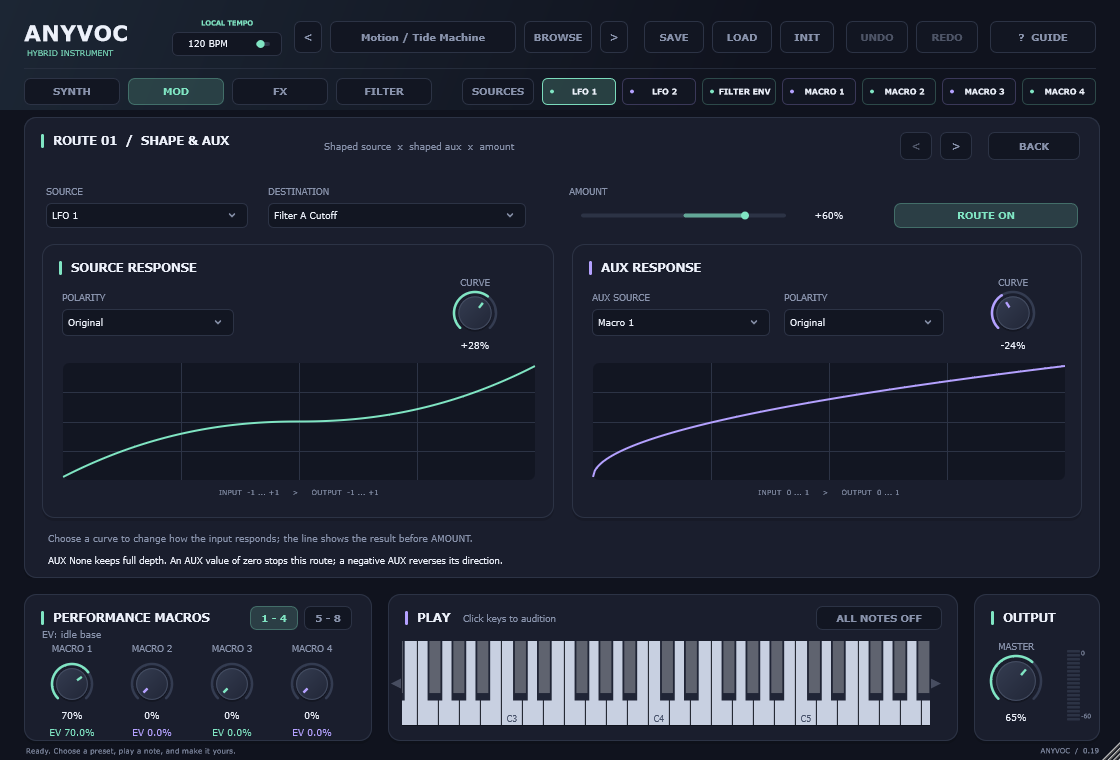 ANYVOC
HYBRID INSTRUMENT
LOCAL TEMPO
120 BPM
< Motion / Tide Machine BROWSE > SAVE LOAD INIT UNDO REDO ? GUIDE
SYNTH MOD FX FILTER SOURCES LFO 1 LFO 2 FILTER ENV MACRO 1 MACRO 2 MACRO 3 MACRO 4
ROUTE 01 / SHAPE & AUX
Shaped source x shaped aux x amount
< > BACK
SOURCE DESTINATION AMOUNT
LFO 1 Filter A Cutoff +60% ROUTE ON
SOURCE RESPONSE
CURVE
POLARITY
Original
+28%
INPUT -1 ... +1 > OUTPUT -1 ... +1
AUX RESPONSE
CURVE
AUX SOURCE POLARITY
Macro 1 Original
-24%
INPUT 0 ... 1 > OUTPUT 0 ... 1
Choose a curve to change how the input responds; the line shows the result before AMOUNT.
AUX None keeps full depth. An AUX value of zero stops this route; a negative AUX reverses its direction.
PERFORMANCE MACROS 1 - 4 5 - 8
EV: idle base
MACRO 1 MACRO 2 MACRO 3 MACRO 4
70% 0% 0% 0%
EV 70.0% EV 0.0% EV 0.0% EV 0.0%
PLAY Click keys to audition ALL NOTES OFF
C3 C4 C5
OUTPUT
MASTER
0
-60
65%
Ready. Choose a preset, play a note, and make it yours.
ANYVOC / 0.19